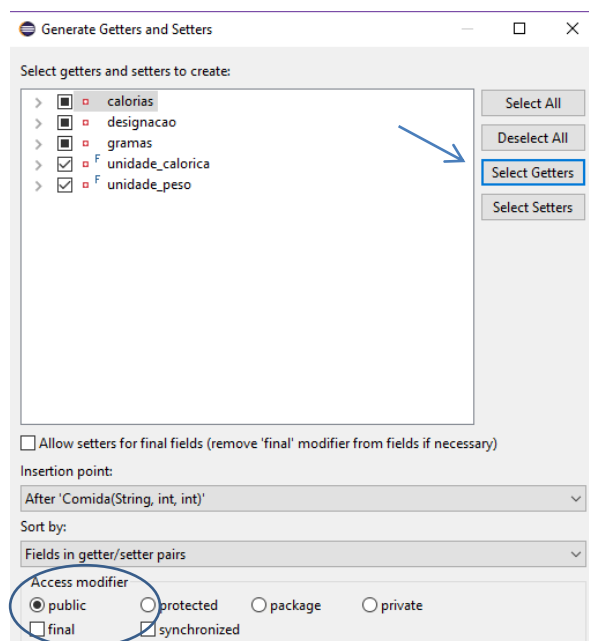 Generate Getters and Setters
Select getters and setters to create:
calorias
designacao
gramas
F unidade_calorica
F unidade_peso
Select All
Deselect All
Select Getters
Select Setters
Allow setters for final fields (remove 'final' modifier from fields if necessary)
Insertion point:
After 'Comida(String, int, int)'
Sort by:
Fields in getter/setter pairs
Access modifier
public protected package private
final synchronized